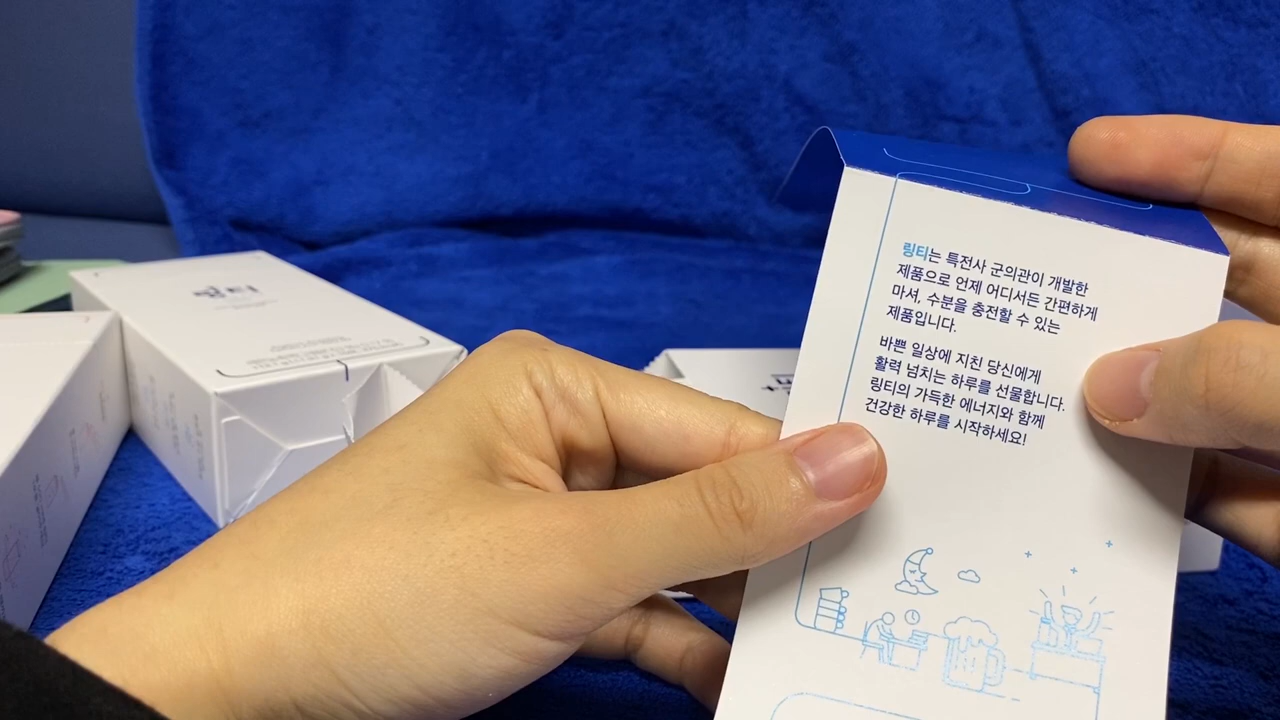 링티
링티는 특전사 군의관이 개발한
제품으로 언제 어디서든 간편하게
마셔, 수분을 충전할 수 있는
제품입니다.
바쁜 일상에 지친 당신에게
활력 넘치는 하루를 선물합니다.
링티의 가득한 에너지와 함께
건강한 하루를 시작하세요!